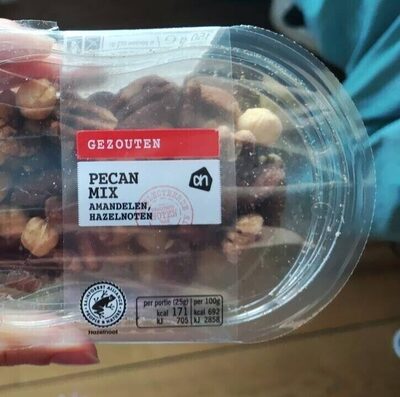 GEZOUTEN
PECAN
MIX
AMANDELEN,
HAZELNOTEN
per portie (25g) per 100g
kcal 171 kcal 692
kJ 705 kJ 2858
Hazelnoot